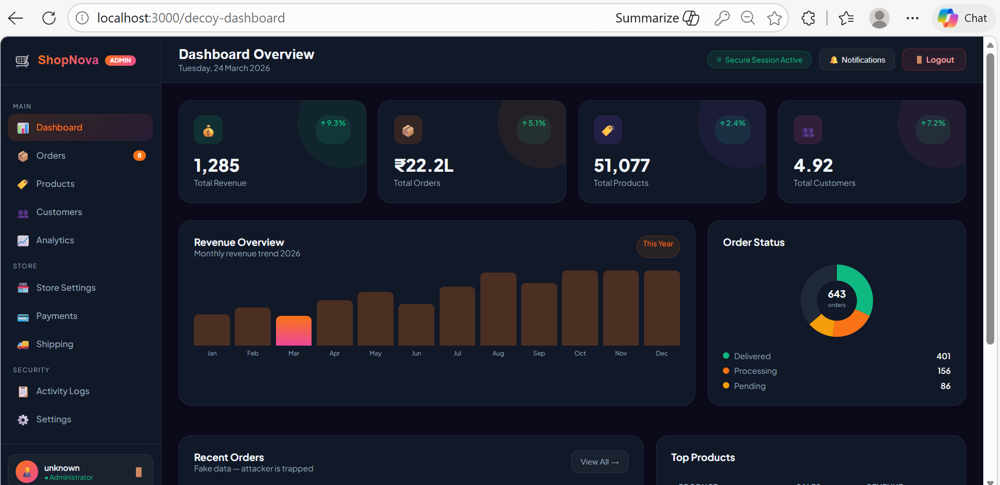 localhost:3000/decoy-dashboard
Summarize
Chat
ShopNova ADMIN
MAIN
Dashboard
Orders 8
Products
Customers
Analytics
STORE
Store Settings
Payments
Shipping
SECURITY
Activity Logs
Settings
unknown
Administrator
Dashboard Overview
Tuesday, 24 March 2026
Secure Session Active
Notifications
Logout
↑ 9.3%
1,285
Total Revenue
↑ 5.1%
₹22.2L
Total Orders
↑ 2.4%
51,077
Total Products
↑ 7.2%
4.92
Total Customers
Revenue Overview
Monthly revenue trend 2026
This Year
Jan Feb Mar Apr May Jun Jul Aug Sep Oct Nov Dec
Order Status
643
orders
Delivered 401
Processing 156
Pending 86
Recent Orders
Fake data — attacker is trapped
View All →
Top Products
PRODUCT SALES REVENUE